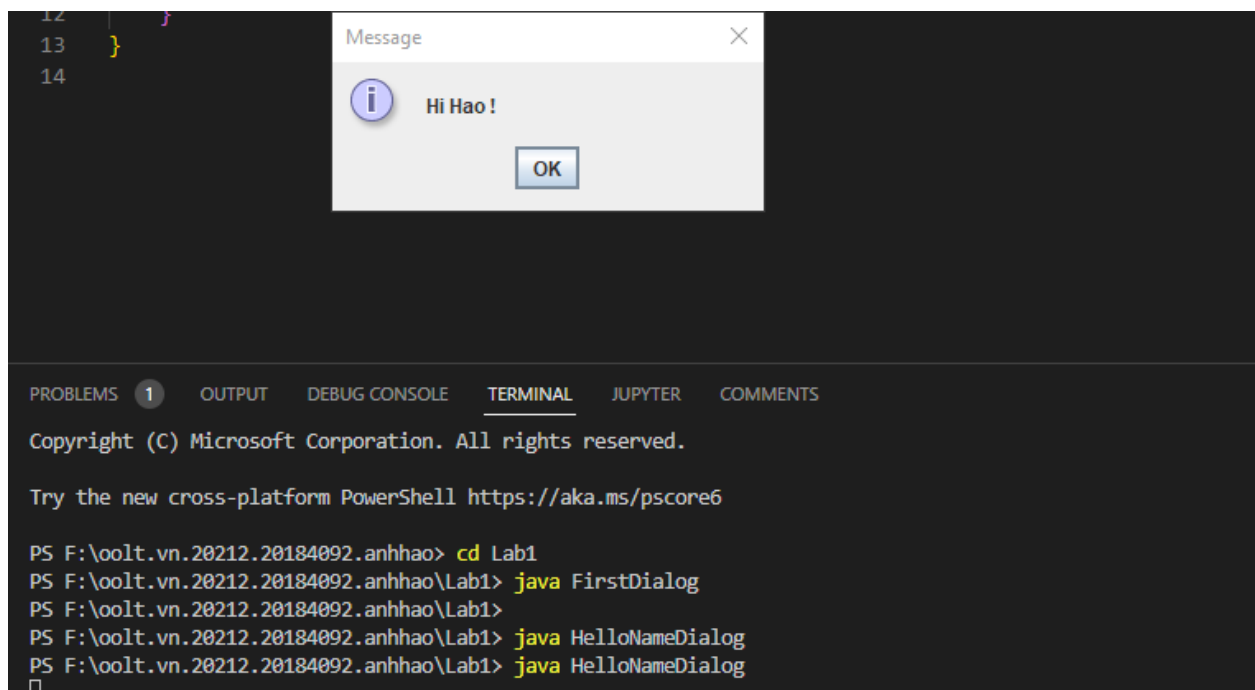 12 }
13 }
14
Message
i
Hi Hao !
OK
PROBLEMS 1 OUTPUT DEBUG CONSOLE TERMINAL JUPYTER COMMENTS
Copyright (C) Microsoft Corporation. All rights reserved.
Try the new cross-platform PowerShell https://aka.ms/pscore6
PS F:\oolt.vn.20212.20184092.anhhao> cd Lab1
PS F:\oolt.vn.20212.20184092.anhhao\Lab1> java FirstDialog
PS F:\oolt.vn.20212.20184092.anhhao\Lab1>
PS F:\oolt.vn.20212.20184092.anhhao\Lab1> java HelloNameDialog
PS F:\oolt.vn.20212.20184092.anhhao\Lab1> java HelloNameDialog